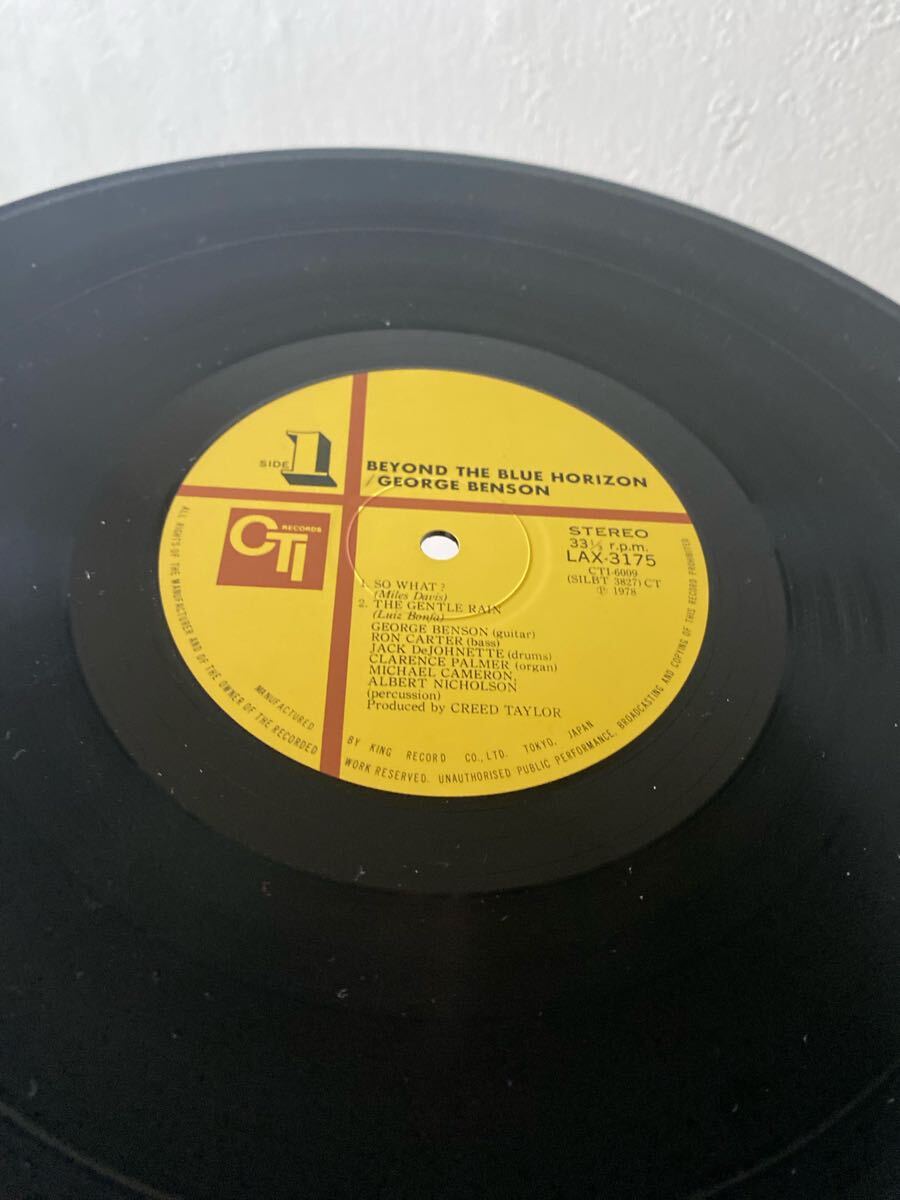 SIDE 1
BEYOND THE BLUE HORIZON
/GEORGE BENSON
CTI RECORDS
STEREO
33⅓ r.p.m.
LAX-3175
CTI-6009
(SILBT 3827) CT
Ⓟ 1978
1. SO WHAT?
(Miles Davis)
2. THE GENTLE RAIN
(Luiz Bonfa)
GEORGE BENSON (guitar)
RON CARTER (bass)
JACK DeJOHNETTE (drums)
CLARENCE PALMER (organ)
MICHAEL CAMERON,
ALBERT NICHOLSON
(percussion)
Produced by CREED TAYLOR
MANUFACTURED BY KING RECORD CO., LTD. TOKYO, JAPAN
ALL RIGHTS OF THE MANUFACTURER AND OF THE OWNER OF THE RECORDED WORK RESERVED. UNAUTHORISED PUBLIC PERFORMANCE, BROADCASTING AND COPYING OF THIS RECORD PROHIBITED